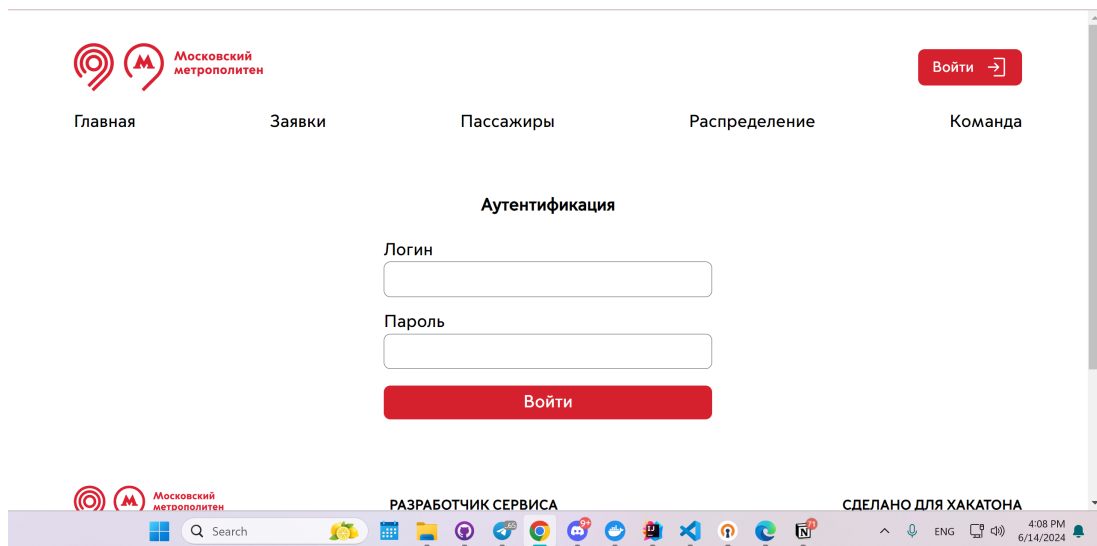 Московский
метрополитен
Войти
Главная
Заявки
Пассажиры
Распределение
Команда
Аутентификация
Логин
Пароль
Войти
Московский
метрополитен
РАЗРАБОТЧИК СЕРВИСА
СДЕЛАНО ДЛЯ ХАКАТОНА
Search
ENG
4:08 PM
6/14/2024